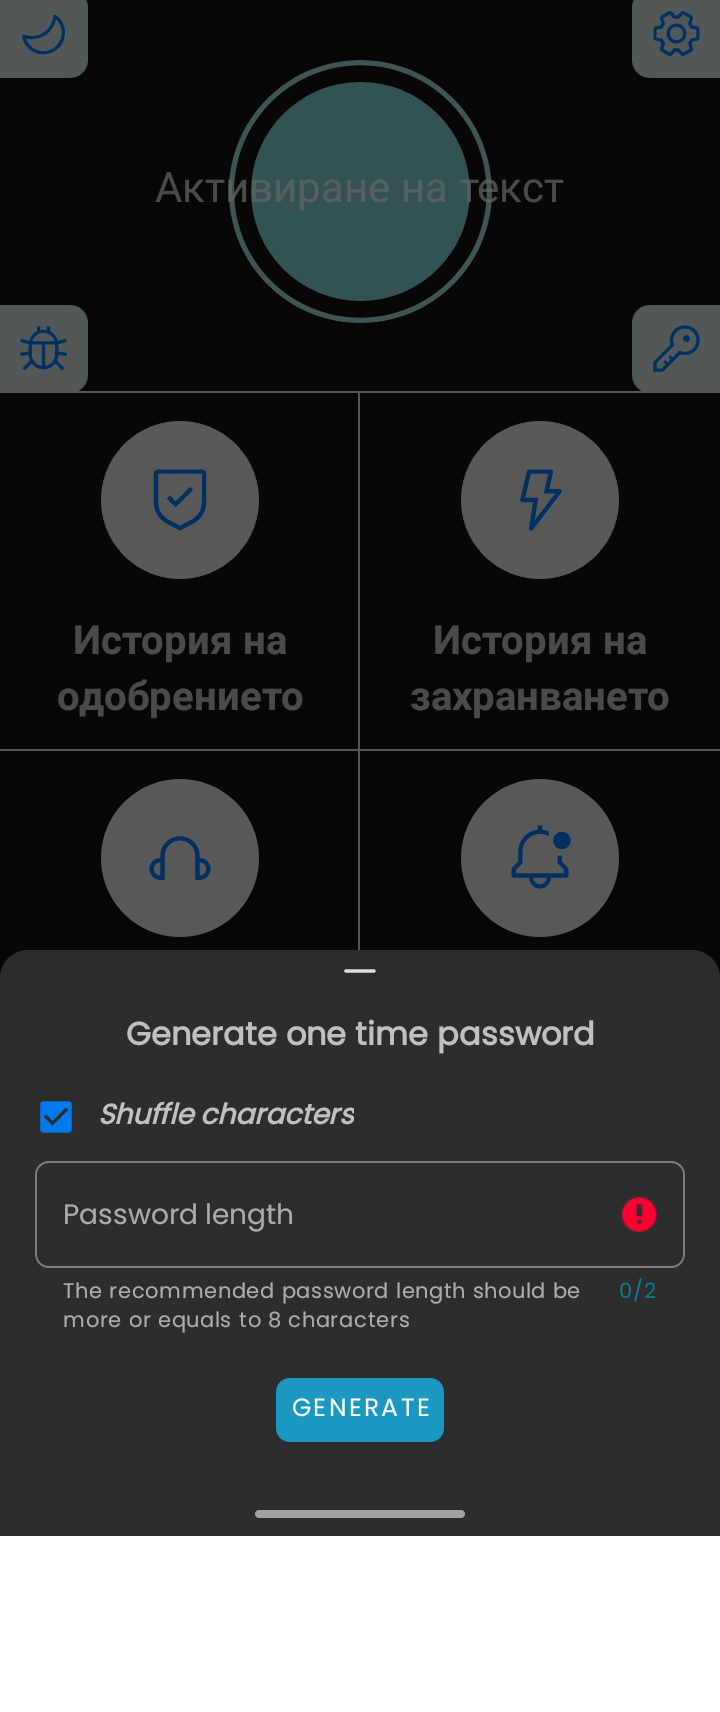 Активиране на текст
История на
одобрението
История на
захранването
Generate one time password
Shuffle characters
Password length
The recommended password length should be
more or equals to 8 characters
0/2
GENERATE